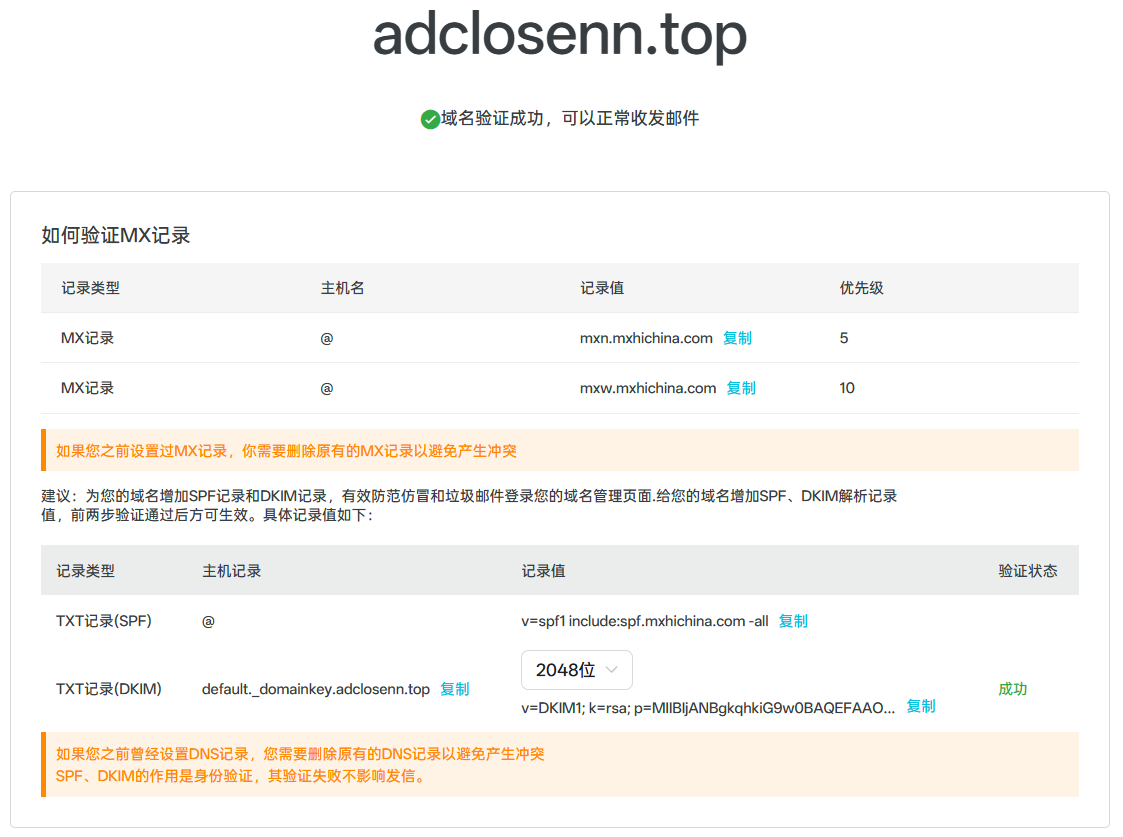 adclosenn.top
域名验证成功，可以正常收发邮件
如何验证MX记录
记录类型 主机名 记录值 优先级
MX记录 @ mxn.mxhichina.com 复制 5
MX记录 @ mxw.mxhichina.com 复制 10
如果您之前设置过MX记录，你需要删除原有的MX记录以避免产生冲突
建议：为您的域名增加SPF记录和DKIM记录，有效防范仿冒和垃圾邮件登录您的域名管理页面.给您的域名增加SPF、DKIM解析记录
值，前两步验证通过后方可生效。具体记录值如下：
记录类型 主机记录 记录值 验证状态
TXT记录(SPF) @ v=spf1 include:spf.mxhichina.com -all 复制
2048位
TXT记录(DKIM) default._domainkey.adclosenn.top 复制 成功
v=DKIM1; k=rsa; p=MIIBIjANBgkqhkiG9w0BAQEFAAO... 复制
如果您之前曾经设置DNS记录，您需要删除原有的DNS记录以避免产生冲突
SPF、DKIM的作用是身份验证，其验证失败不影响发信。